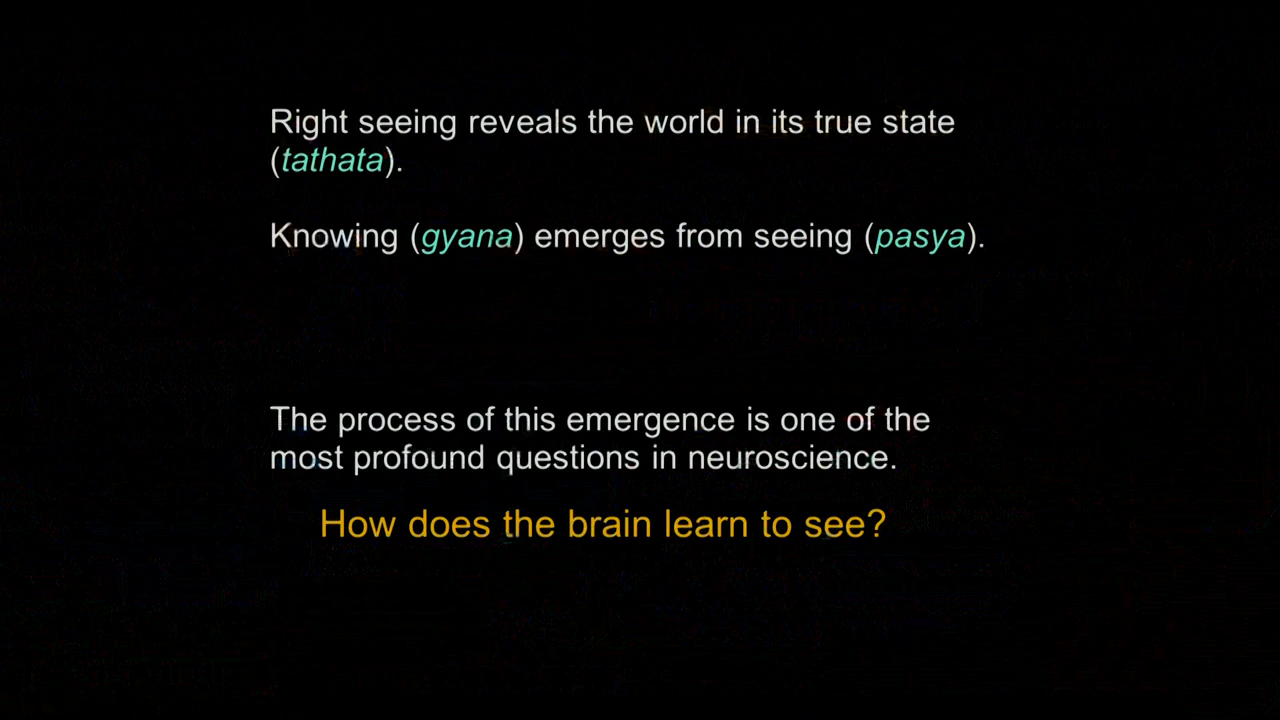 Right seeing reveals the world in its true state
(tathata).
Knowing (gyana) emerges from seeing (pasya).
The process of this emergence is one of the
most profound questions in neuroscience.
How does the brain learn to see?